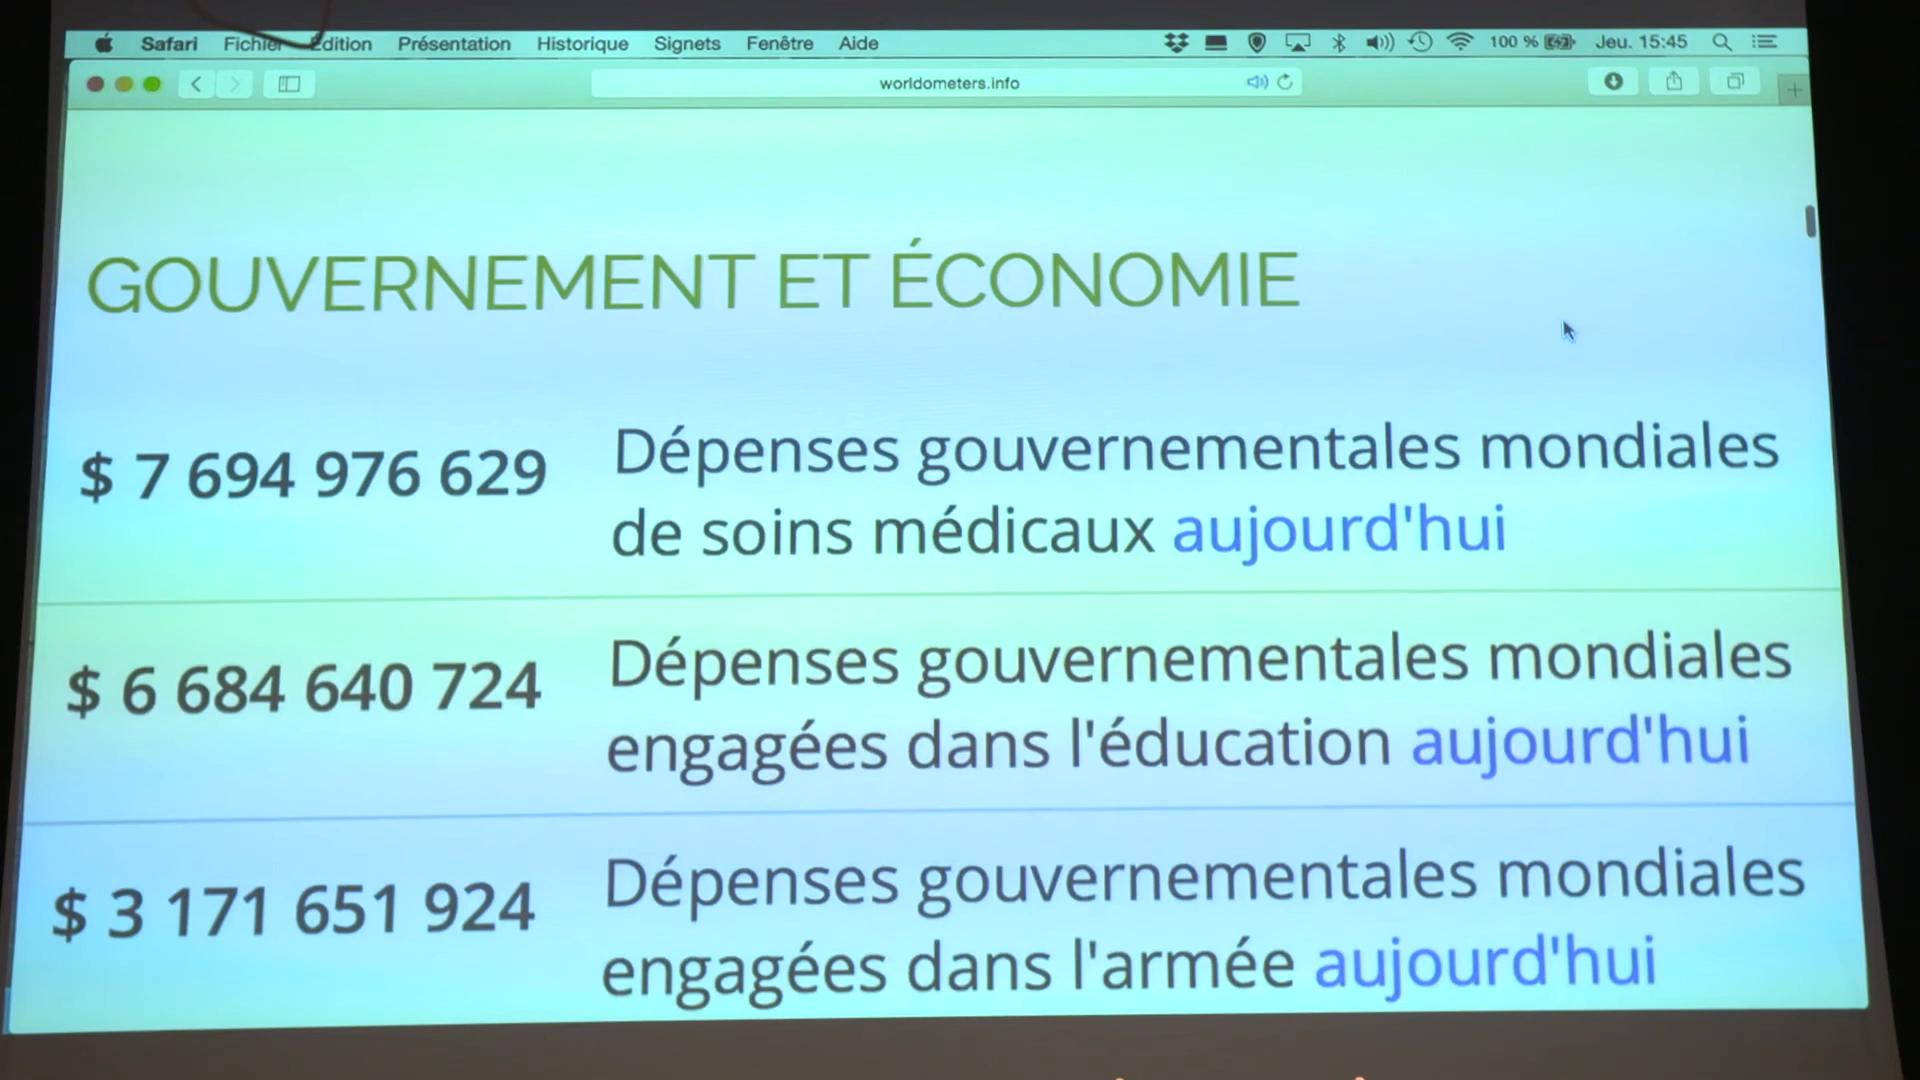 Safari Fichier Édition Présentation Historique Signets Fenêtre Aide 100 % Jeu. 15:45
worldometers.info
GOUVERNEMENT ET ÉCONOMIE
$ 7 694 976 629 Dépenses gouvernementales mondiales
de soins médicaux aujourd'hui
$ 6 684 640 724 Dépenses gouvernementales mondiales
engagées dans l'éducation aujourd'hui
$ 3 171 651 924 Dépenses gouvernementales mondiales
engagées dans l'armée aujourd'hui